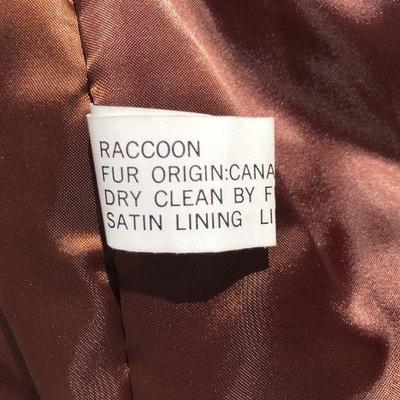 RACCOON
FUR ORIGIN:CANA
DRY CLEAN BY F
SATIN LINING LI